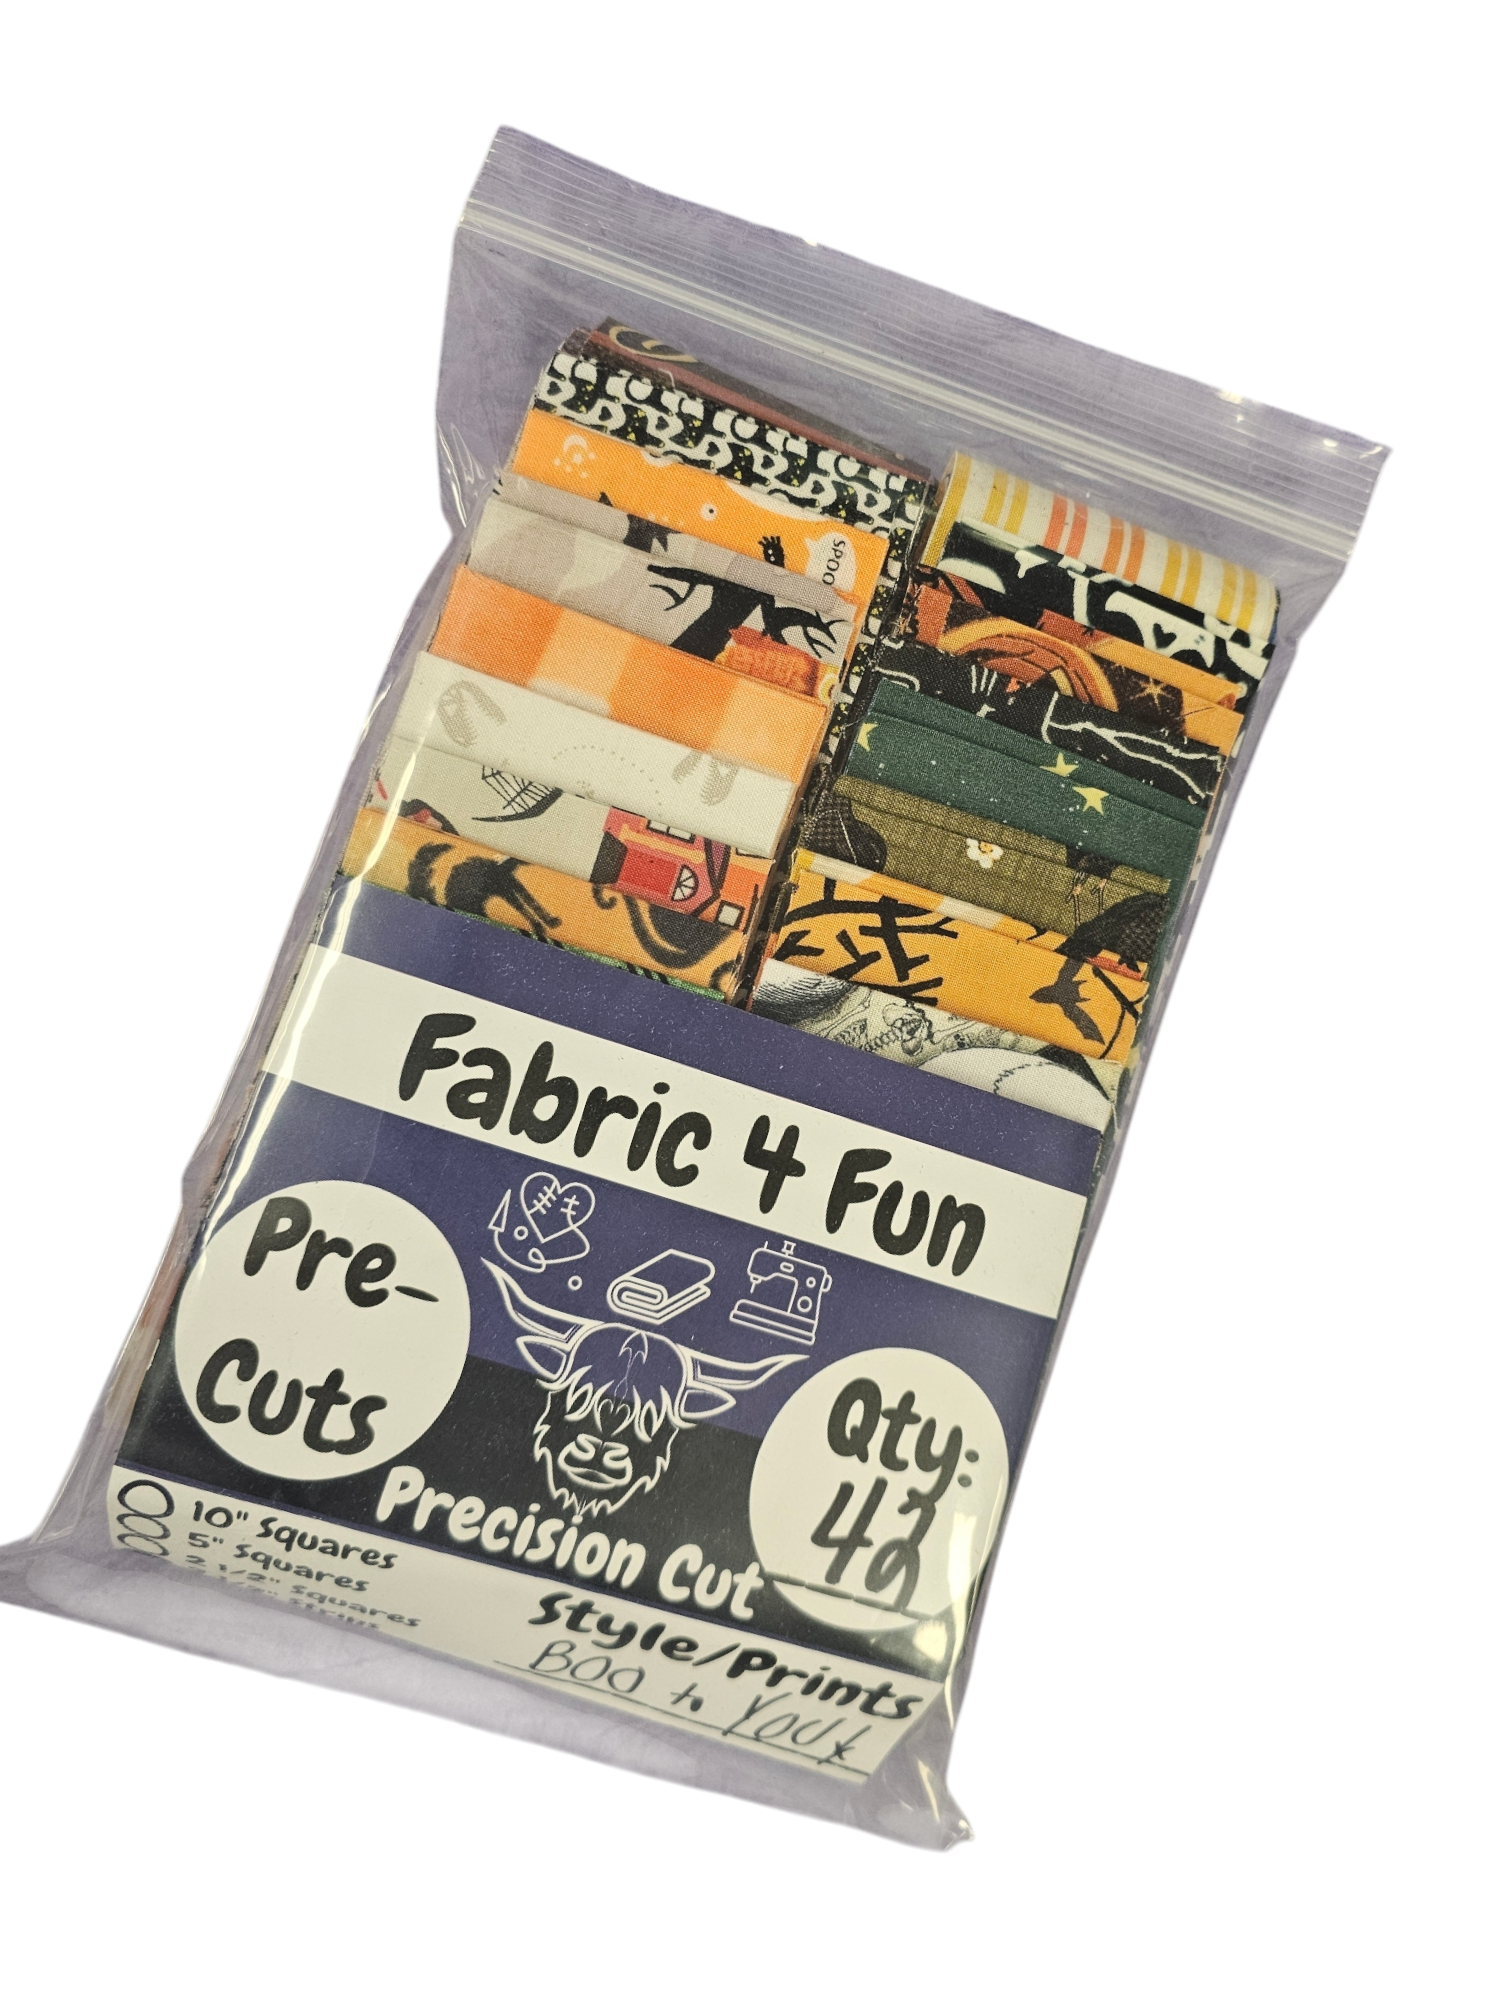 Fabric 4 Fun
Pre-
Cuts
Qty:
42
Precision Cut
10" Squares
5" Squares
2 1/2" Squares
Style/Prints
Boo to You!